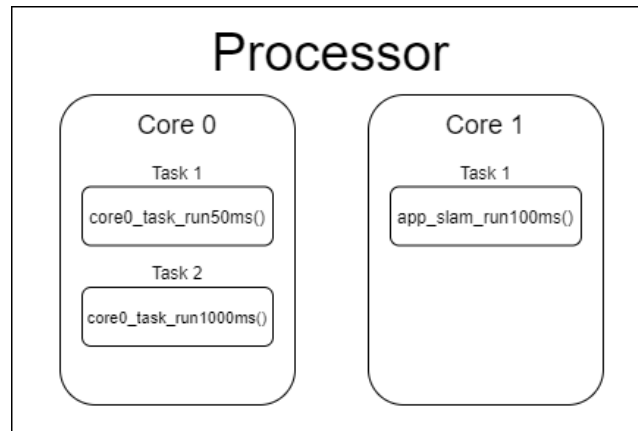 Processor
Core 0
Task 1
core0_task_run50ms()
Task 2
core0_task_run1000ms()
Core 1
Task 1
app_slam_run100ms()